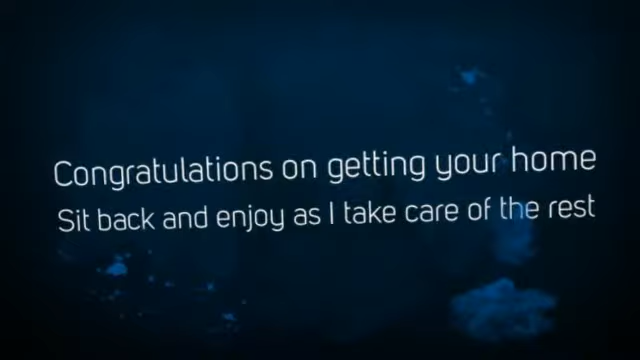 Congratulations on getting your home
Sit back and enjoy as I take care of the rest